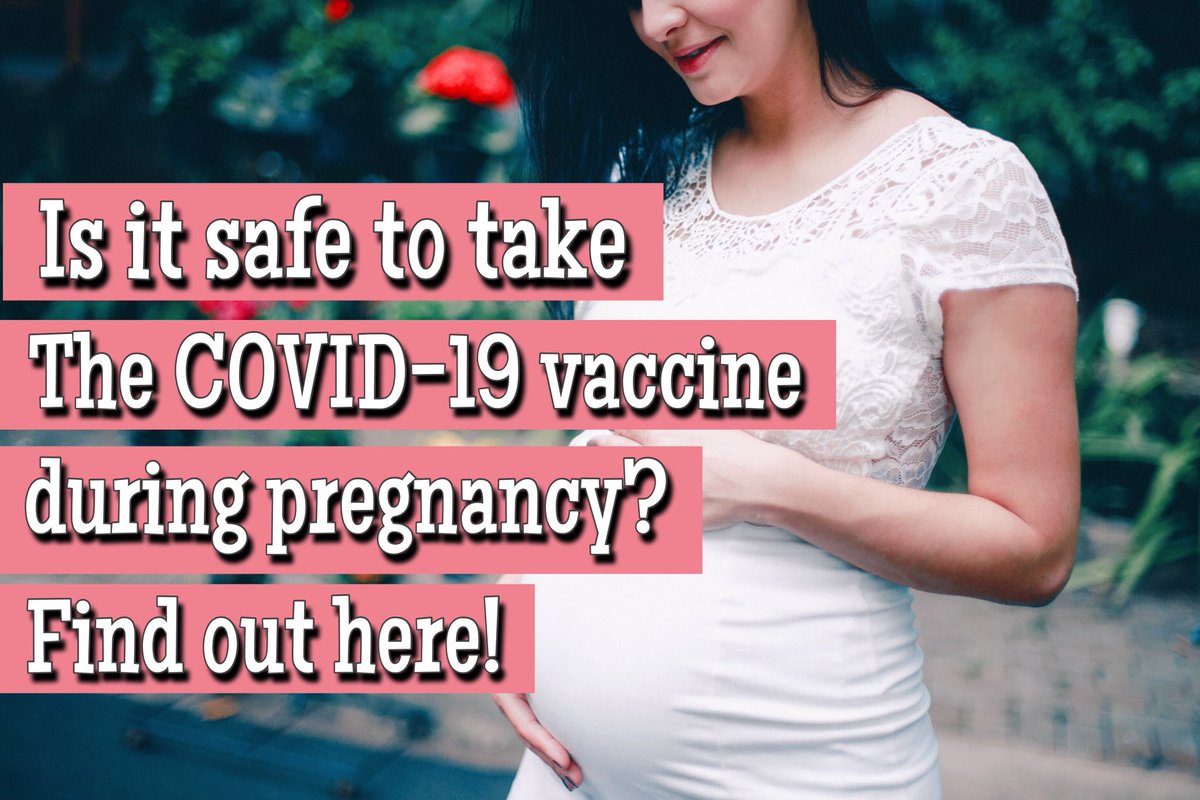 Is it safe to take
The COVID-19 vaccine
during pregnancy?
Find out here!